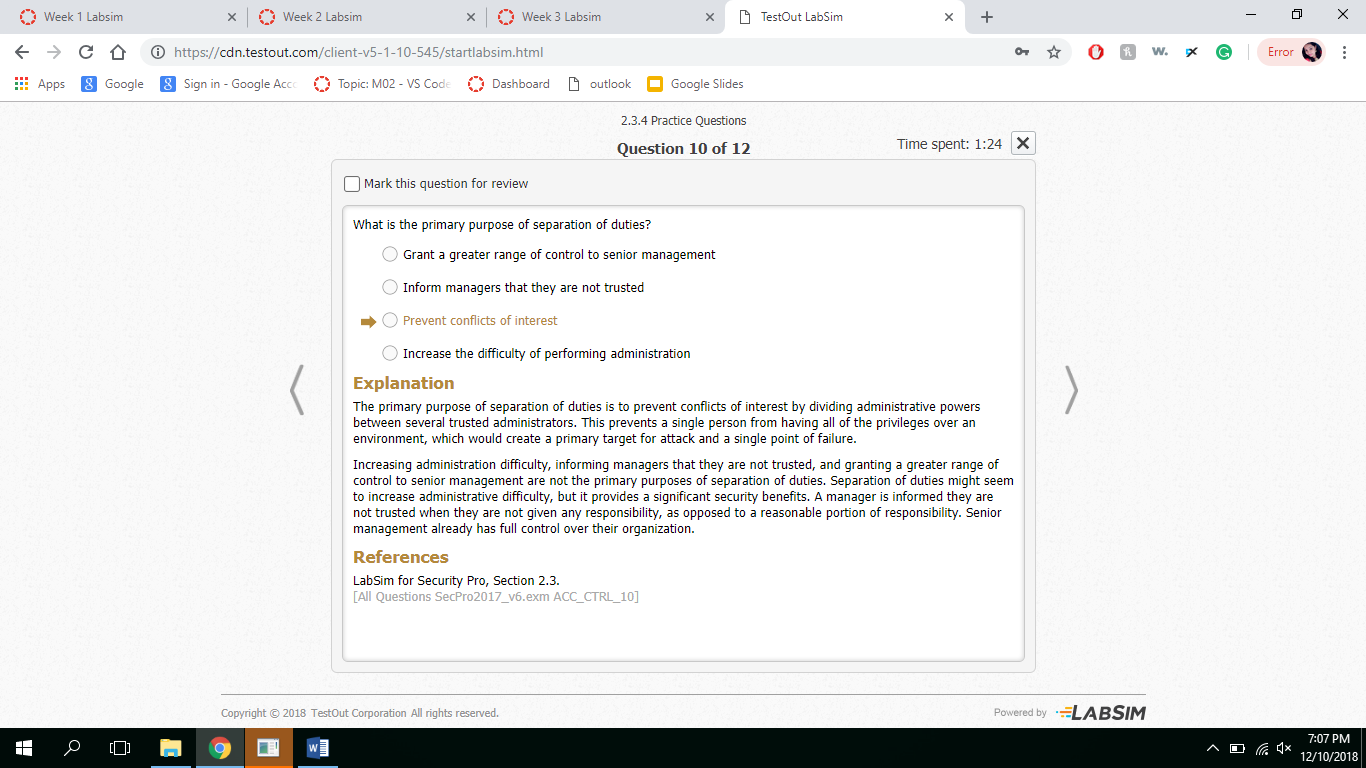 Week 1 Labsim
Week 2 Labsim
Week 3 Labsim
TestOut LabSim
https://cdn.testout.com/client-v5-1-10-545/startlabsim.html
Error
Apps
Google
Sign in - Google Acco
Topic: M02 - VS Code
Dashboard
outlook
Google Slides
2.3.4 Practice Questions
Question 10 of 12
Time spent: 1:24
Mark this question for review
What is the primary purpose of separation of duties?
Grant a greater range of control to senior management
Inform managers that they are not trusted
Prevent conflicts of interest
Increase the difficulty of performing administration
Explanation
The primary purpose of separation of duties is to prevent conflicts of interest by dividing administrative powers
between several trusted administrators. This prevents a single person from having all of the privileges over an
environment, which would create a primary target for attack and a single point of failure.
Increasing administration difficulty, informing managers that they are not trusted, and granting a greater range of
control to senior management are not the primary purposes of separation of duties. Separation of duties might seem
to increase administrative difficulty, but it provides a significant security benefits. A manager is informed they are
not trusted when they are not given any responsibility, as opposed to a reasonable portion of responsibility. Senior
management already has full control over their organization.
References
LabSim for Security Pro, Section 2.3.
[All Questions SecPro2017_v6.exm ACC_CTRL_10]
Copyright © 2018 TestOut Corporation All rights reserved.
Powered by LABSIM
7:07 PM
12/10/2018